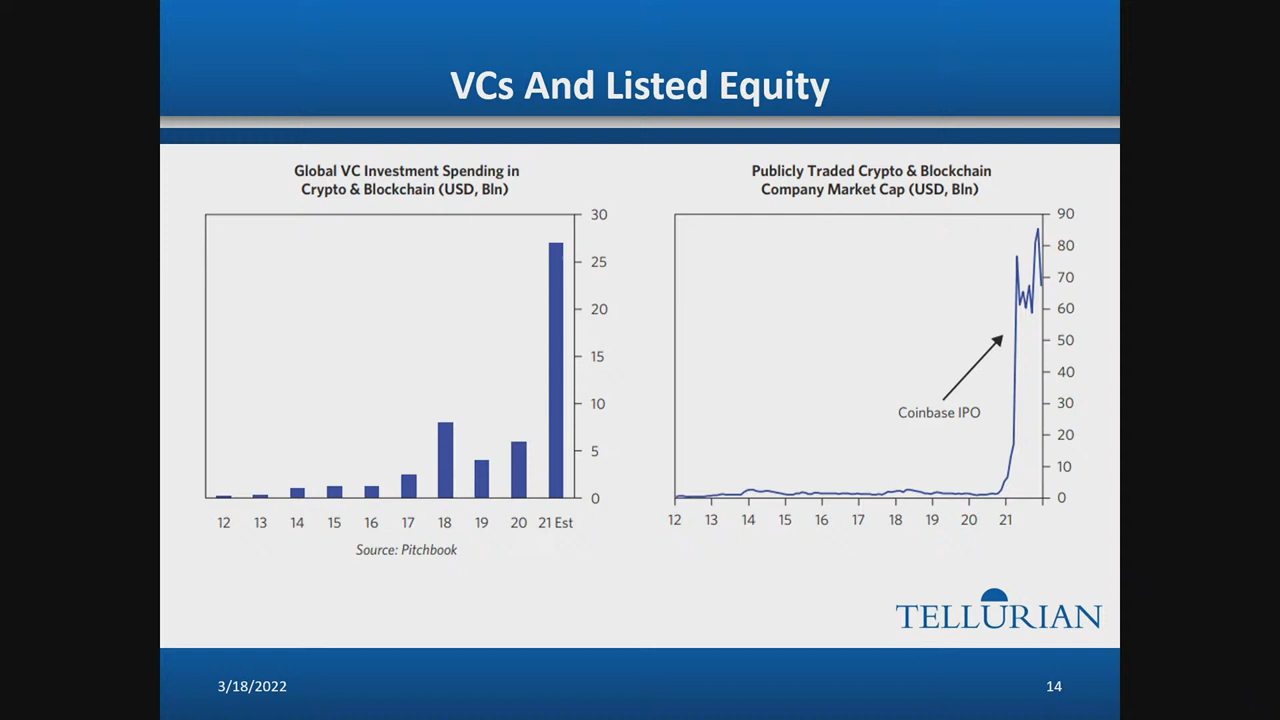 VCs And Listed Equity
Global VC Investment Spending in
Crypto & Blockchain (USD, Bln)
30
25
20
15
10
5
0
12 13 14 15 16 17 18 19 20 21 Est
Source: Pitchbook
Publicly Traded Crypto & Blockchain
Company Market Cap (USD, Bln)
90
80
70
60
50
40
30
20
10
0
Coinbase IPO
12 13 14 15 16 17 18 19 20 21
TELLURIAN
3/18/2022
14